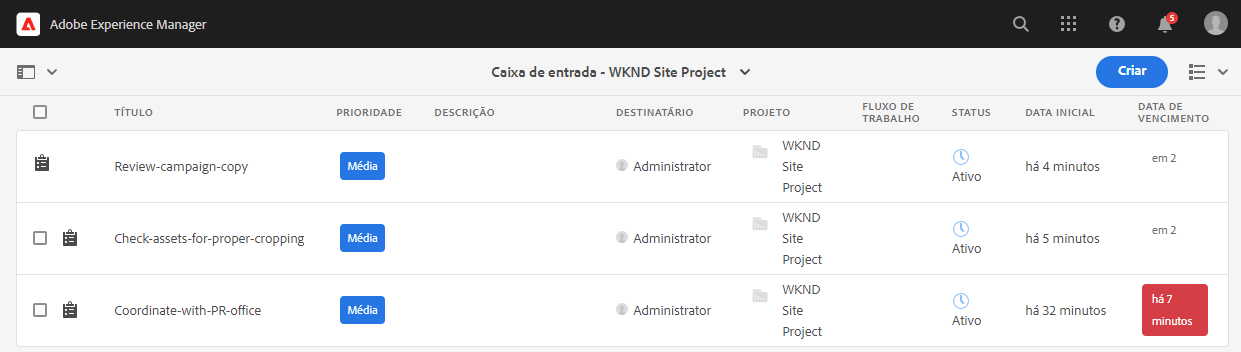 Adobe Experience Manager
5
Caixa de entrada - WKND Site Project
Criar
TÍTULO
PRIORIDADE
DESCRIÇÃO
DESTINATÁRIO
PROJETO
FLUXO DE
TRABALHO
STATUS
DATA INICIAL
DATA DE
VENCIMENTO
Review-campaign-copy
Média
Administrator
WKND
Site
Project
Ativo
há 4 minutos
em 2
Check-assets-for-proper-cropping
Média
Administrator
WKND
Site
Project
Ativo
há 5 minutos
em 2
Coordinate-with-PR-office
Média
Administrator
WKND
Site
Project
Ativo
há 32 minutos
há 7
minutos